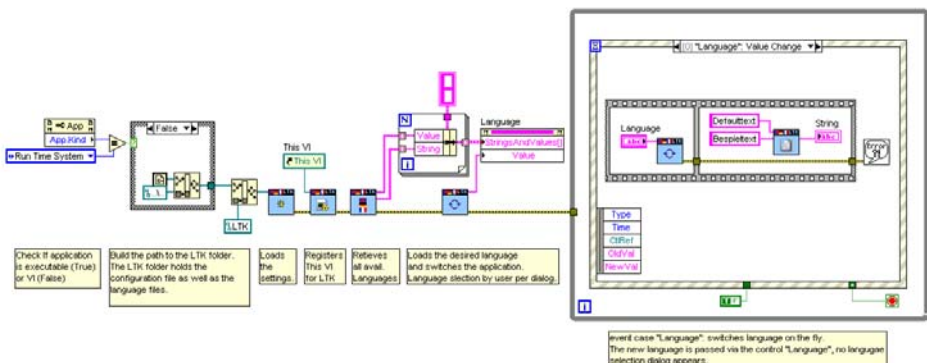 App
App.Kind
Run Time System
False
..\
\.LTK
This VI
This VI
N
Value
String
i
Language
StringsAndValues[]
Value
[0] "Language": Value Change
Language
abc
Defaulttext
Bespieltext
String
abc
Error
?!
Type
Time
CtlRef
OldVal
NewVal
i
Check if application
is executable (True)
or VI (False)
Build the path to the LTK folder.
The LTK folder holds the
configuration file as well as the
language files.
Loads
the
settings.
Registers
This VI
for LTK
Retieves
all avail.
Languages
Loads the desired language
and switches the application.
Language slection by user per dialog.
event case "Language": switches language on the fly.
The new language is passed via the control "Language", no langugae
selection dialog appears.